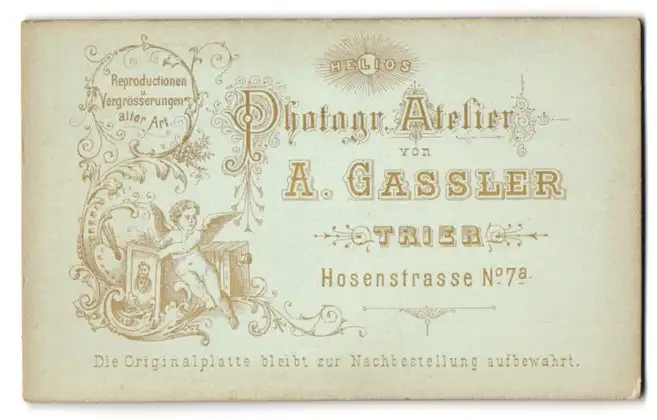 HELIOS
Reproductionen
u
Vergrösserungen
aller Art.
Photogr. Atelier
von
A. GASSLER
TRIER
Hosenstrasse No. 7a.
Die Originalplatte bleibt zur Nachbestellung aufbewahrt.